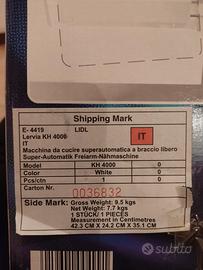 Shipping Mark
E- 4419 LIDL
Lervia KH 4000
IT IT
Macchina da cucire superautomatica a braccio libero
Super-Automatik Freiarm-Nähmaschine
Model KH 4000 0
Color White 0
Pcs 1 0
Carton Nr. 0036832
Side Mark: Gross Weight: 9.5 kgs
Net Weight: 7.7 kgs
1 STÜCK / 1 PIECES
Measurement in Centimetres
42.3 CM * 24.2 CM * 35.1 CM
subito